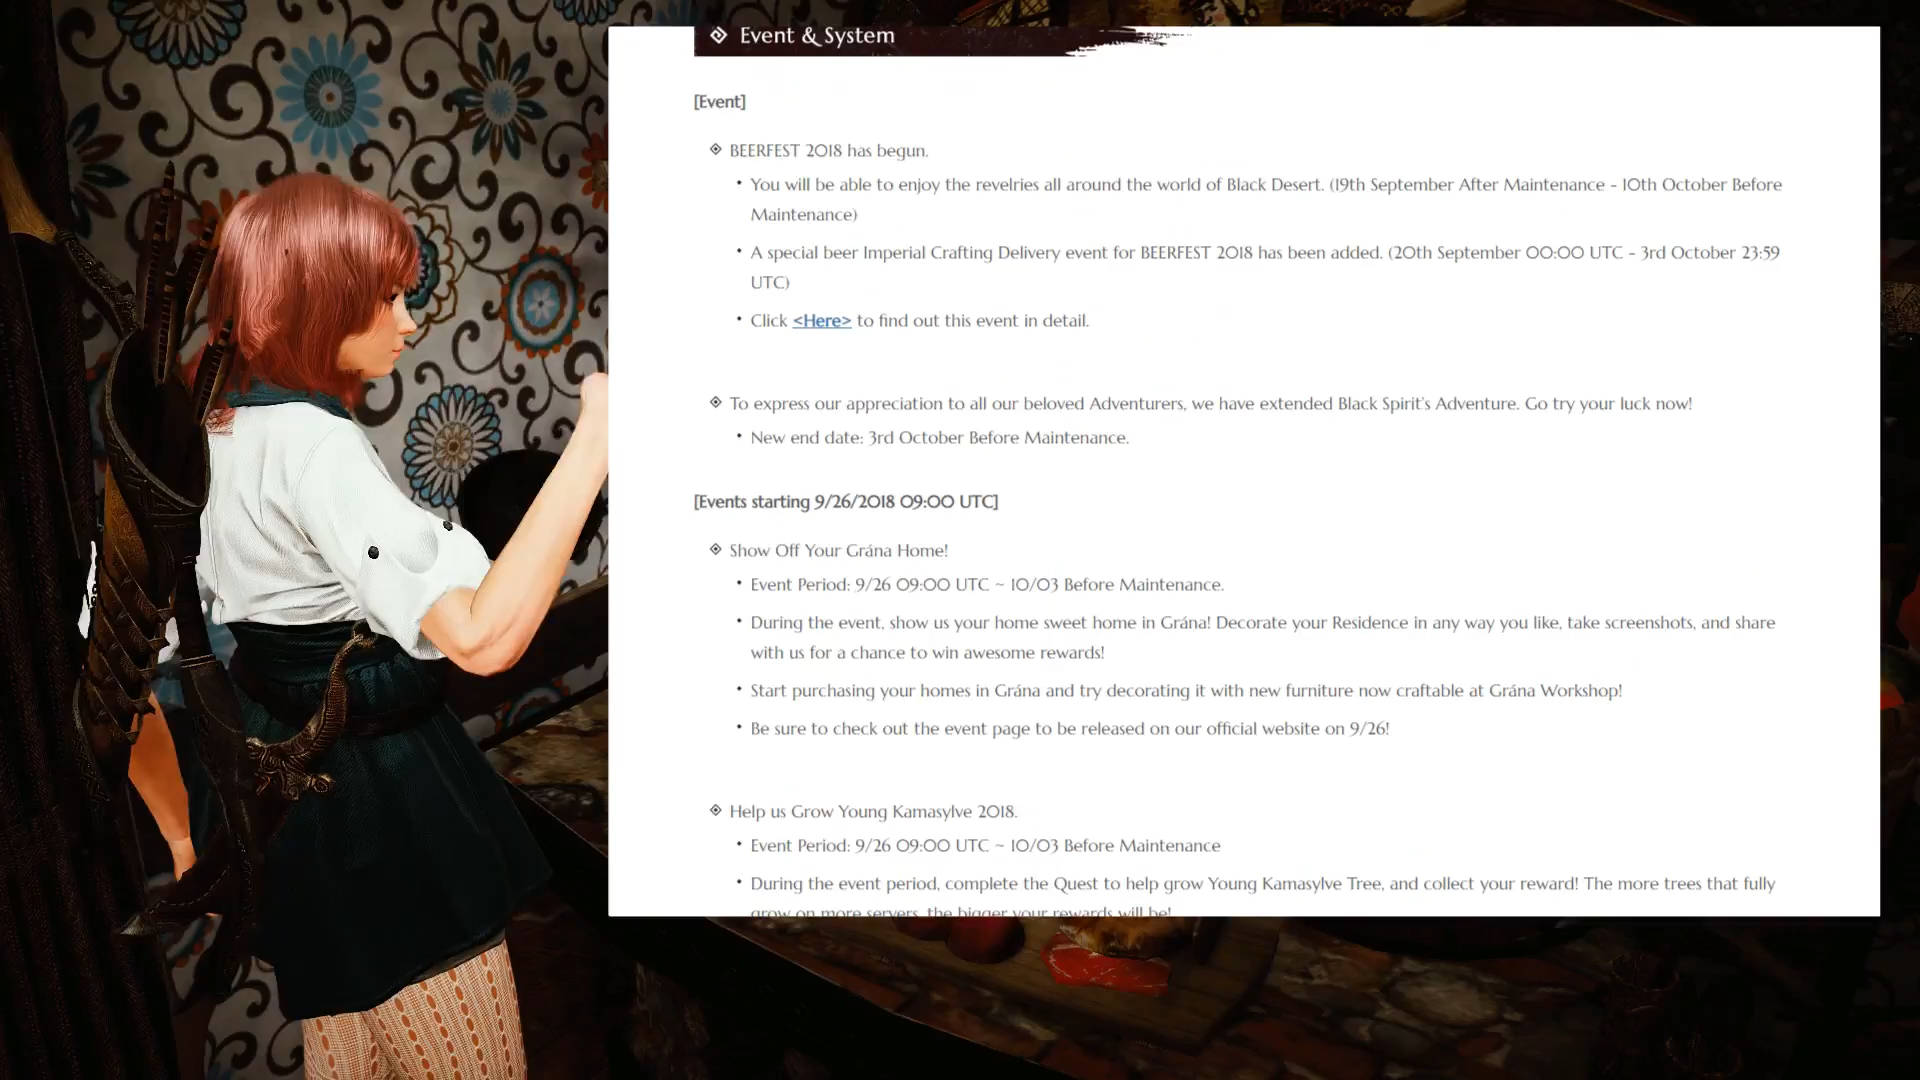 Event & System
[Event]
BEERFEST 2018 has begun.
You will be able to enjoy the revelries all around the world of Black Desert. (19th September After Maintenance - 10th October Before
Maintenance)
A special beer Imperial Crafting Delivery event for BEERFEST 2018 has been added. (20th September 00:00 UTC - 3rd October 23:59
UTC)
Click <Here> to find out this event in detail.
To express our appreciation to all our beloved Adventurers, we have extended Black Spirit's Adventure. Go try your luck now!
New end date: 3rd October Before Maintenance.
[Events starting 9/26/2018 09:00 UTC]
Show Off Your Grána Home!
Event Period: 9/26 09:00 UTC ~ 10/03 Before Maintenance.
During the event, show us your home sweet home in Grána! Decorate your Residence in any way you like, take screenshots, and share
with us for a chance to win awesome rewards!
Start purchasing your homes in Grána and try decorating it with new furniture now craftable at Grána Workshop!
Be sure to check out the event page to be released on our official website on 9/26!
Help us Grow Young Kamasylve 2018.
Event Period: 9/26 09:00 UTC ~ 10/03 Before Maintenance
During the event period, complete the Quest to help grow Young Kamasylve Tree, and collect your reward! The more trees that fully
grow on more servers, the bigger your rewards will be!